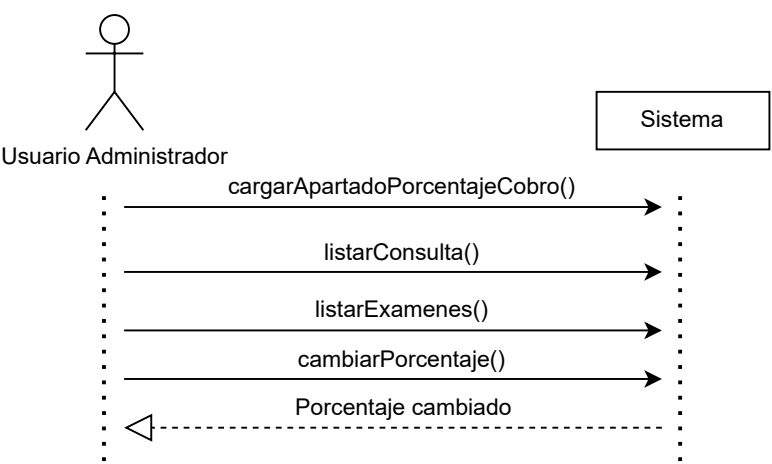 Sistema
Usuario Administrador
cargarApartadoPorcentajeCobro()
listarConsulta()
listarExamenes()
cambiarPorcentaje()
Porcentaje cambiado